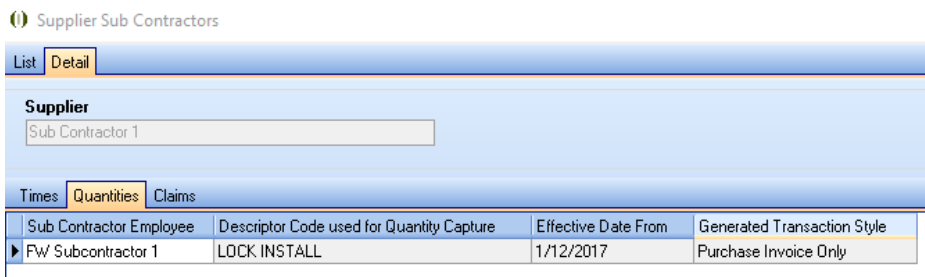 Supplier Sub Contractors
List Detail
Supplier
Sub Contractor 1
Times Quantities Claims
Sub Contractor Employee Descriptor Code used for Quantity Capture Effective Date From Generated Transaction Style
FW Subcontractor 1 LOCK INSTALL 1/12/2017 Purchase Invoice Only